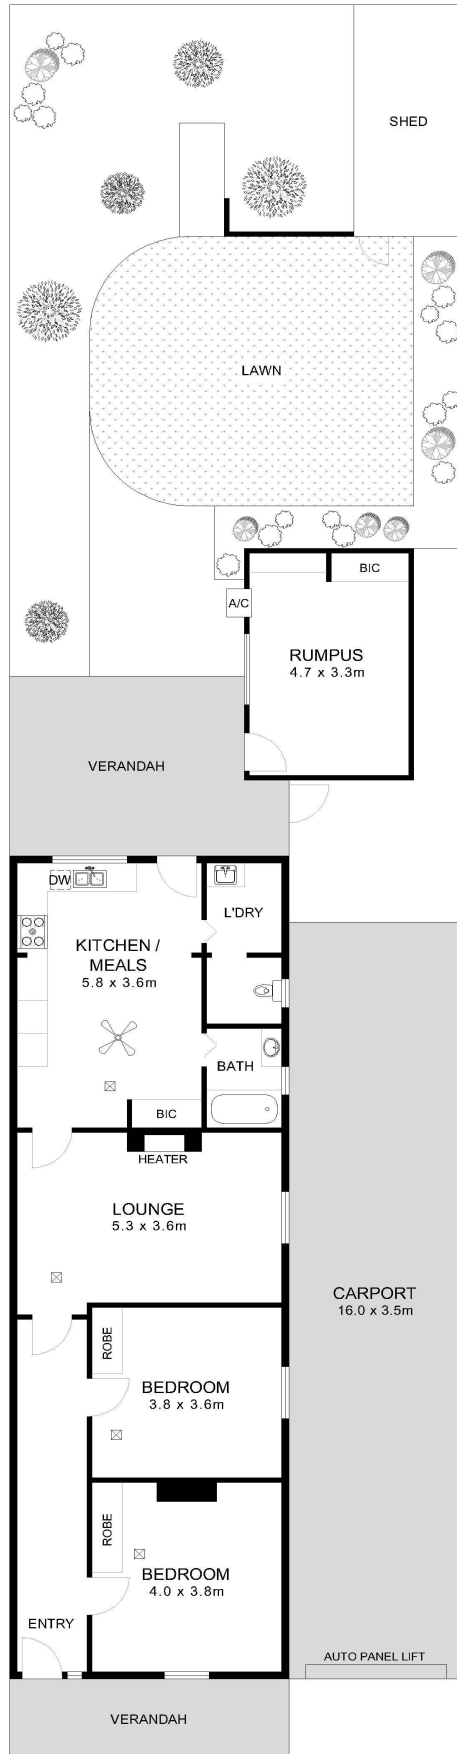 SHED
LAWN
BIC
A/C
RUMPUS
4.7 x 3.3m
VERANDAH
DW
L'DRY
KITCHEN /
MEALS
5.8 x 3.6m
BATH
BIC
HEATER
LOUNGE
5.3 x 3.6m
CARPORT
16.0 x 3.5m
ROBE
BEDROOM
3.8 x 3.6m
ROBE
BEDROOM
4.0 x 3.8m
ENTRY
AUTO PANEL LIFT
VERANDAH